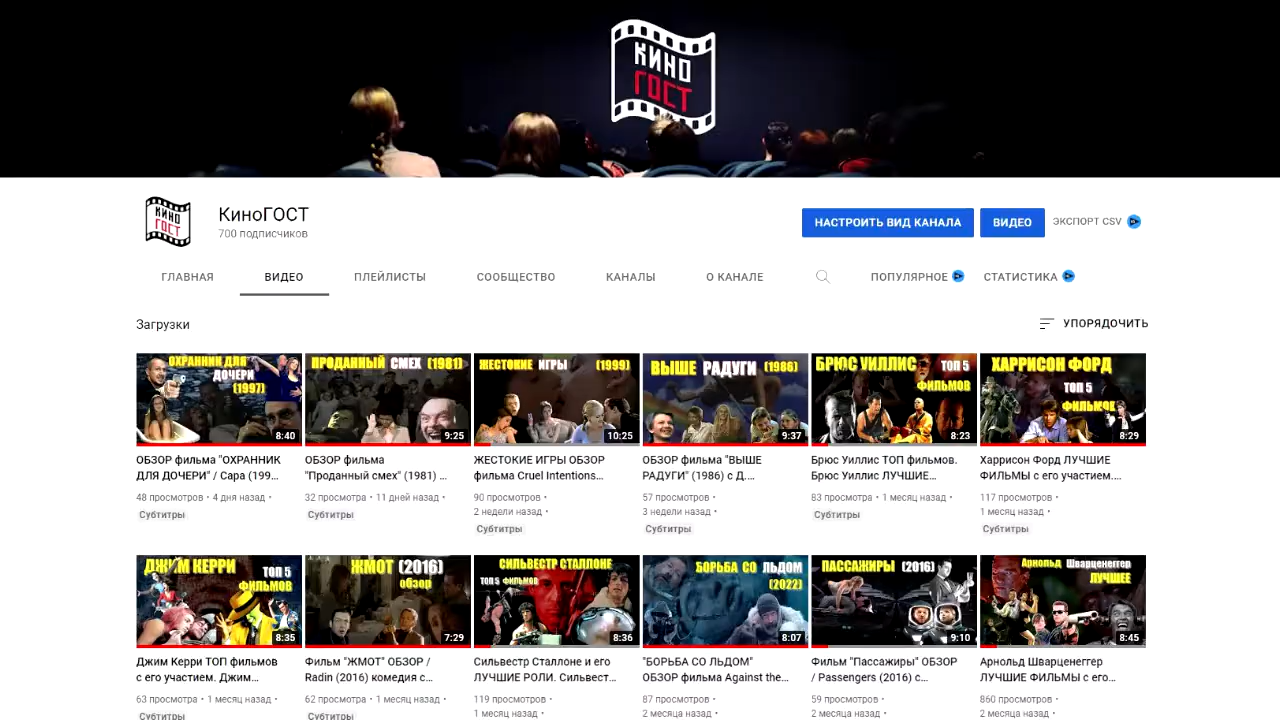 КИНО
ГОСТ
КИНО
ГОСТ
КиноГОСТ
700 подписчиков
НАСТРОИТЬ ВИД КАНАЛА
ВИДЕО
ЭКСПОРТ CSV
ГЛАВНАЯ
ВИДЕО
ПЛЕЙЛИСТЫ
СООБЩЕСТВО
КАНАЛЫ
О КАНАЛЕ
ПОПУЛЯРНОЕ
СТАТИСТИКА
Загрузки
УПОРЯДОЧИТЬ
ОХРАННИК ДЛЯ
ДОЧЕРИ
(1997)
8:40
ПРОДАННЫЙ СМЕХ (1981)
9:25
ЖЕСТОКИЕ ИГРЫ (1999)
10:25
ВЫШЕ РАДУГИ (1986)
9:37
БРЮС УИЛЛИС ТОП 5
ФИЛЬМОВ
8:23
ХАРРИСОН ФОРД
ТОП 5
ФИЛЬМОВ
8:29
ОБЗОР фильма "ОХРАННИК
ДЛЯ ДОЧЕРИ" / Сара (199...
48 просмотров • 4 дня назад •
Субтитры
ОБЗОР фильма
"Проданный смех" (1981) ...
32 просмотра • 11 дней назад •
Субтитры
ЖЕСТОКИЕ ИГРЫ ОБЗОР
фильма Cruel Intentions...
90 просмотров •
2 недели назад •
Субтитры
ОБЗОР фильма "ВЫШЕ
РАДУГИ" (1986) с Д....
57 просмотров •
3 недели назад •
Субтитры
Брюс Уиллис ТОП фильмов.
Брюс Уиллис ЛУЧШИЕ...
83 просмотра • 1 месяц назад •
Субтитры
Харрисон Форд ЛУЧШИЕ
ФИЛЬМЫ с его участием....
117 просмотров •
1 месяц назад •
Субтитры
ДЖИМ КЕРРИ
ТОП 5
ФИЛЬМОВ
8:35
ЖМОТ (2016)
обзор
7:29
СИЛЬВЕСТР СТАЛЛОНЕ
ТОП 5 ФИЛЬМОВ
8:36
БОРЬБА СО ЛЬДОМ
(2022)
8:07
ПАССАЖИРЫ (2016)
9:10
Арнольд Шварценеггер
ЛУЧШЕЕ
8:45
Джим Керри ТОП фильмов
с его участием. Джим...
63 просмотра • 1 месяц назад •
Субтитры
Фильм "ЖМОТ" ОБЗОР /
Radin (2016) комедия с...
62 просмотра • 1 месяц назад •
Субтитры
Сильвестр Сталлоне и его
ЛУЧШИЕ РОЛИ. Сильвест...
119 просмотров •
1 месяц назад •
"БОРЬБА СО ЛЬДОМ"
ОБЗОР фильма Against the...
87 просмотров •
2 месяца назад •
Фильм "Пассажиры" ОБЗОР
/ Passengers (2016) с...
59 просмотров •
2 месяца назад •
Арнольд Шварценеггер
ЛУЧШИЕ ФИЛЬМЫ с его...
860 просмотров •
2 месяца назад •